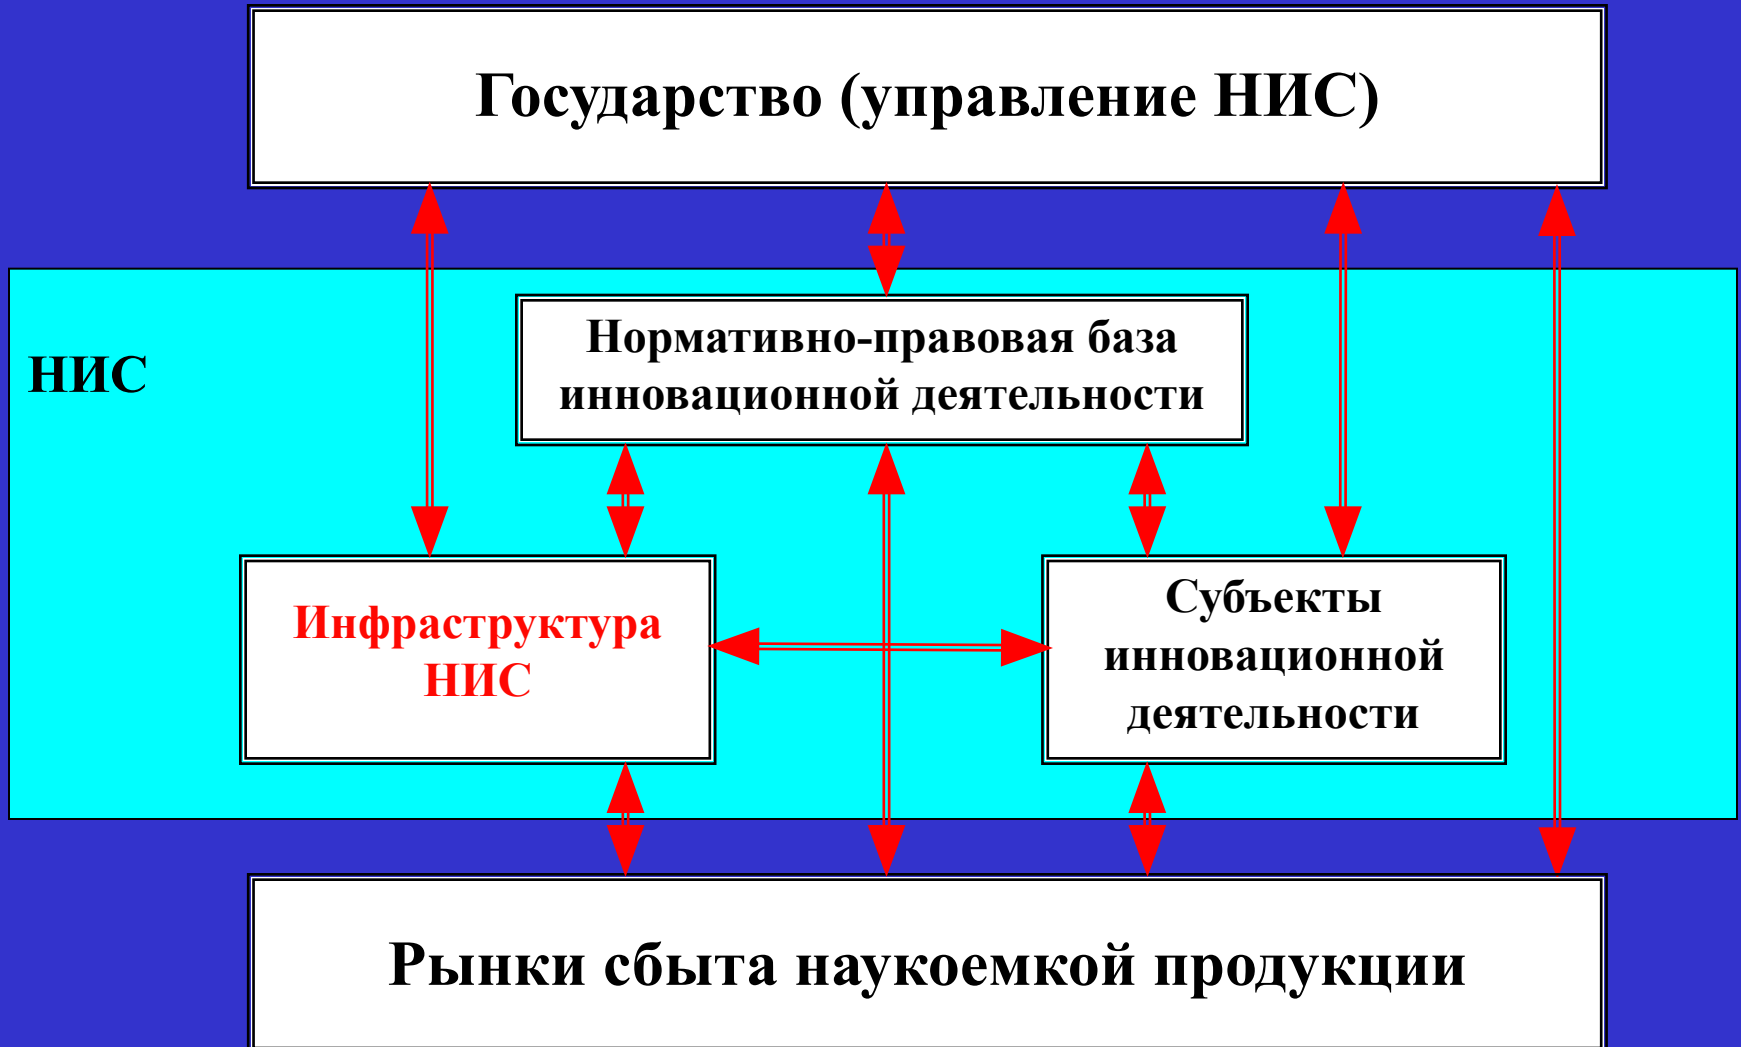 Государство (управление НИС)
НИС
Нормативно-правовая база
инновационной деятельности
Инфраструктура
НИС
Субъекты
инновационной
деятельности
Рынки сбыта наукоемкой продукции